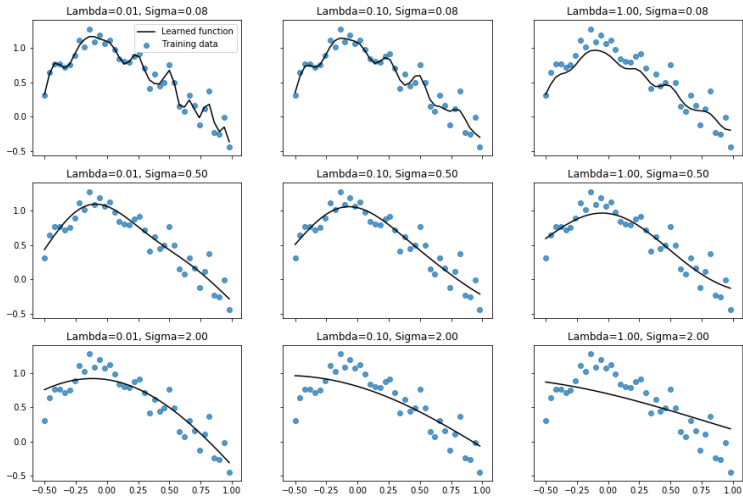 Lambda=0.01, Sigma=0.08
Lambda=0.10, Sigma=0.08
Lambda=1.00, Sigma=0.08
Learned function
Training data
1.0
0.5
0.0
−0.5
Lambda=0.01, Sigma=0.50
Lambda=0.10, Sigma=0.50
Lambda=1.00, Sigma=0.50
1.0
0.5
0.0
−0.5
Lambda=0.01, Sigma=2.00
Lambda=0.10, Sigma=2.00
Lambda=1.00, Sigma=2.00
1.0
0.5
0.0
−0.5
−0.50 −0.25 0.00 0.25 0.50 0.75 1.00
−0.50 −0.25 0.00 0.25 0.50 0.75 1.00
−0.50 −0.25 0.00 0.25 0.50 0.75 1.00